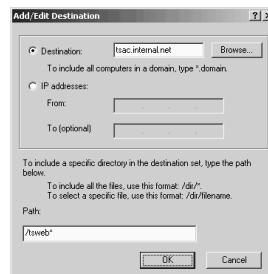 Add/Edit Destination
Destination: tsac.internal.net Browse...
To include all computers in a domain, type *.domain.
IP addresses:
From:
To (optional)
To include a specific directory in the destination set, type the path
below.
To include all the files, use this format: /dir/*.
To select a specific file, use this format: /dir/filename.
Path:
/tsweb*
OK Cancel